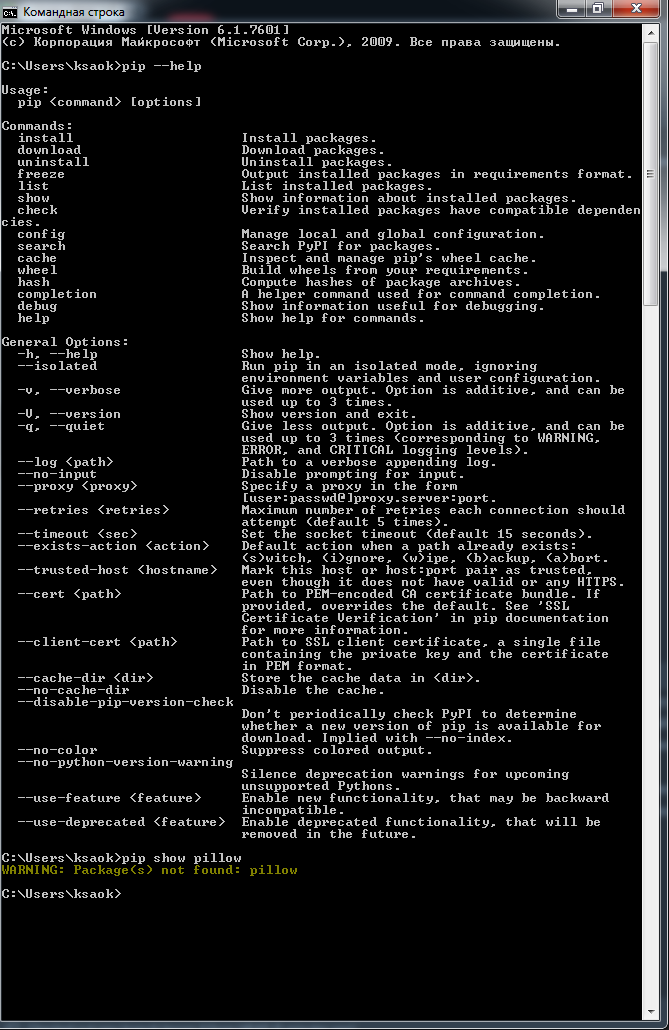 Командная строка
Microsoft Windows [Version 6.1.7601]
(c) Корпорация Майкрософт (Microsoft Corp.), 2009. Все права защищены.
C:\Users\ksaok>pip --help
Usage:
  pip <command> [options]
Commands:
  install                     Install packages.
  download                    Download packages.
  uninstall                   Uninstall packages.
  freeze                      Output installed packages in requirements format.
  list                        List installed packages.
  show                        Show information about installed packages.
  check                       Verify installed packages have compatible dependen
cies.
  config                      Manage local and global configuration.
  search                      Search PyPI for packages.
  cache                       Inspect and manage pip's wheel cache.
  wheel                       Build wheels from your requirements.
  hash                        Compute hashes of package archives.
  completion                  A helper command used for command completion.
  debug                       Show information useful for debugging.
  help                        Show help for commands.
General Options:
  -h, --help                  Show help.
  --isolated                  Run pip in an isolated mode, ignoring
                              environment variables and user configuration.
  -v, --verbose               Give more output. Option is additive, and can be
                              used up to 3 times.
  -V, --version               Show version and exit.
  -q, --quiet                 Give less output. Option is additive, and can be
                              used up to 3 times (corresponding to WARNING,
                              ERROR, and CRITICAL logging levels).
  --log <path>                Path to a verbose appending log.
  --no-input                  Disable prompting for input.
  --proxy <proxy>             Specify a proxy in the form
                              [user:passwd@]proxy.server:port.
  --retries <retries>         Maximum number of retries each connection should
                              attempt (default 5 times).
  --timeout <sec>             Set the socket timeout (default 15 seconds).
  --exists-action <action>    Default action when a path already exists:
                              (s)witch, (i)gnore, (w)ipe, (b)ackup, (a)bort.
  --trusted-host <hostname>   Mark this host or host:port pair as trusted,
                              even though it does not have valid or any HTTPS.
  --cert <path>               Path to PEM-encoded CA certificate bundle. If
                              provided, overrides the default. See 'SSL
                              Certificate Verification' in pip documentation
                              for more information.
  --client-cert <path>        Path to SSL client certificate, a single file
                              containing the private key and the certificate
                              in PEM format.
  --cache-dir <dir>           Store the cache data in <dir>.
  --no-cache-dir              Disable the cache.
  --disable-pip-version-check
                              Don't periodically check PyPI to determine
                              whether a new version of pip is available for
                              download. Implied with --no-index.
  --no-color                  Suppress colored output.
  --no-python-version-warning
                              Silence deprecation warnings for upcoming
                              unsupported Pythons.
  --use-feature <feature>     Enable new functionality, that may be backward
                              incompatible.
  --use-deprecated <feature>  Enable deprecated functionality, that will be
                              removed in the future.
C:\Users\ksaok>pip show pillow
WARNING: Package(s) not found: pillow
C:\Users\ksaok>